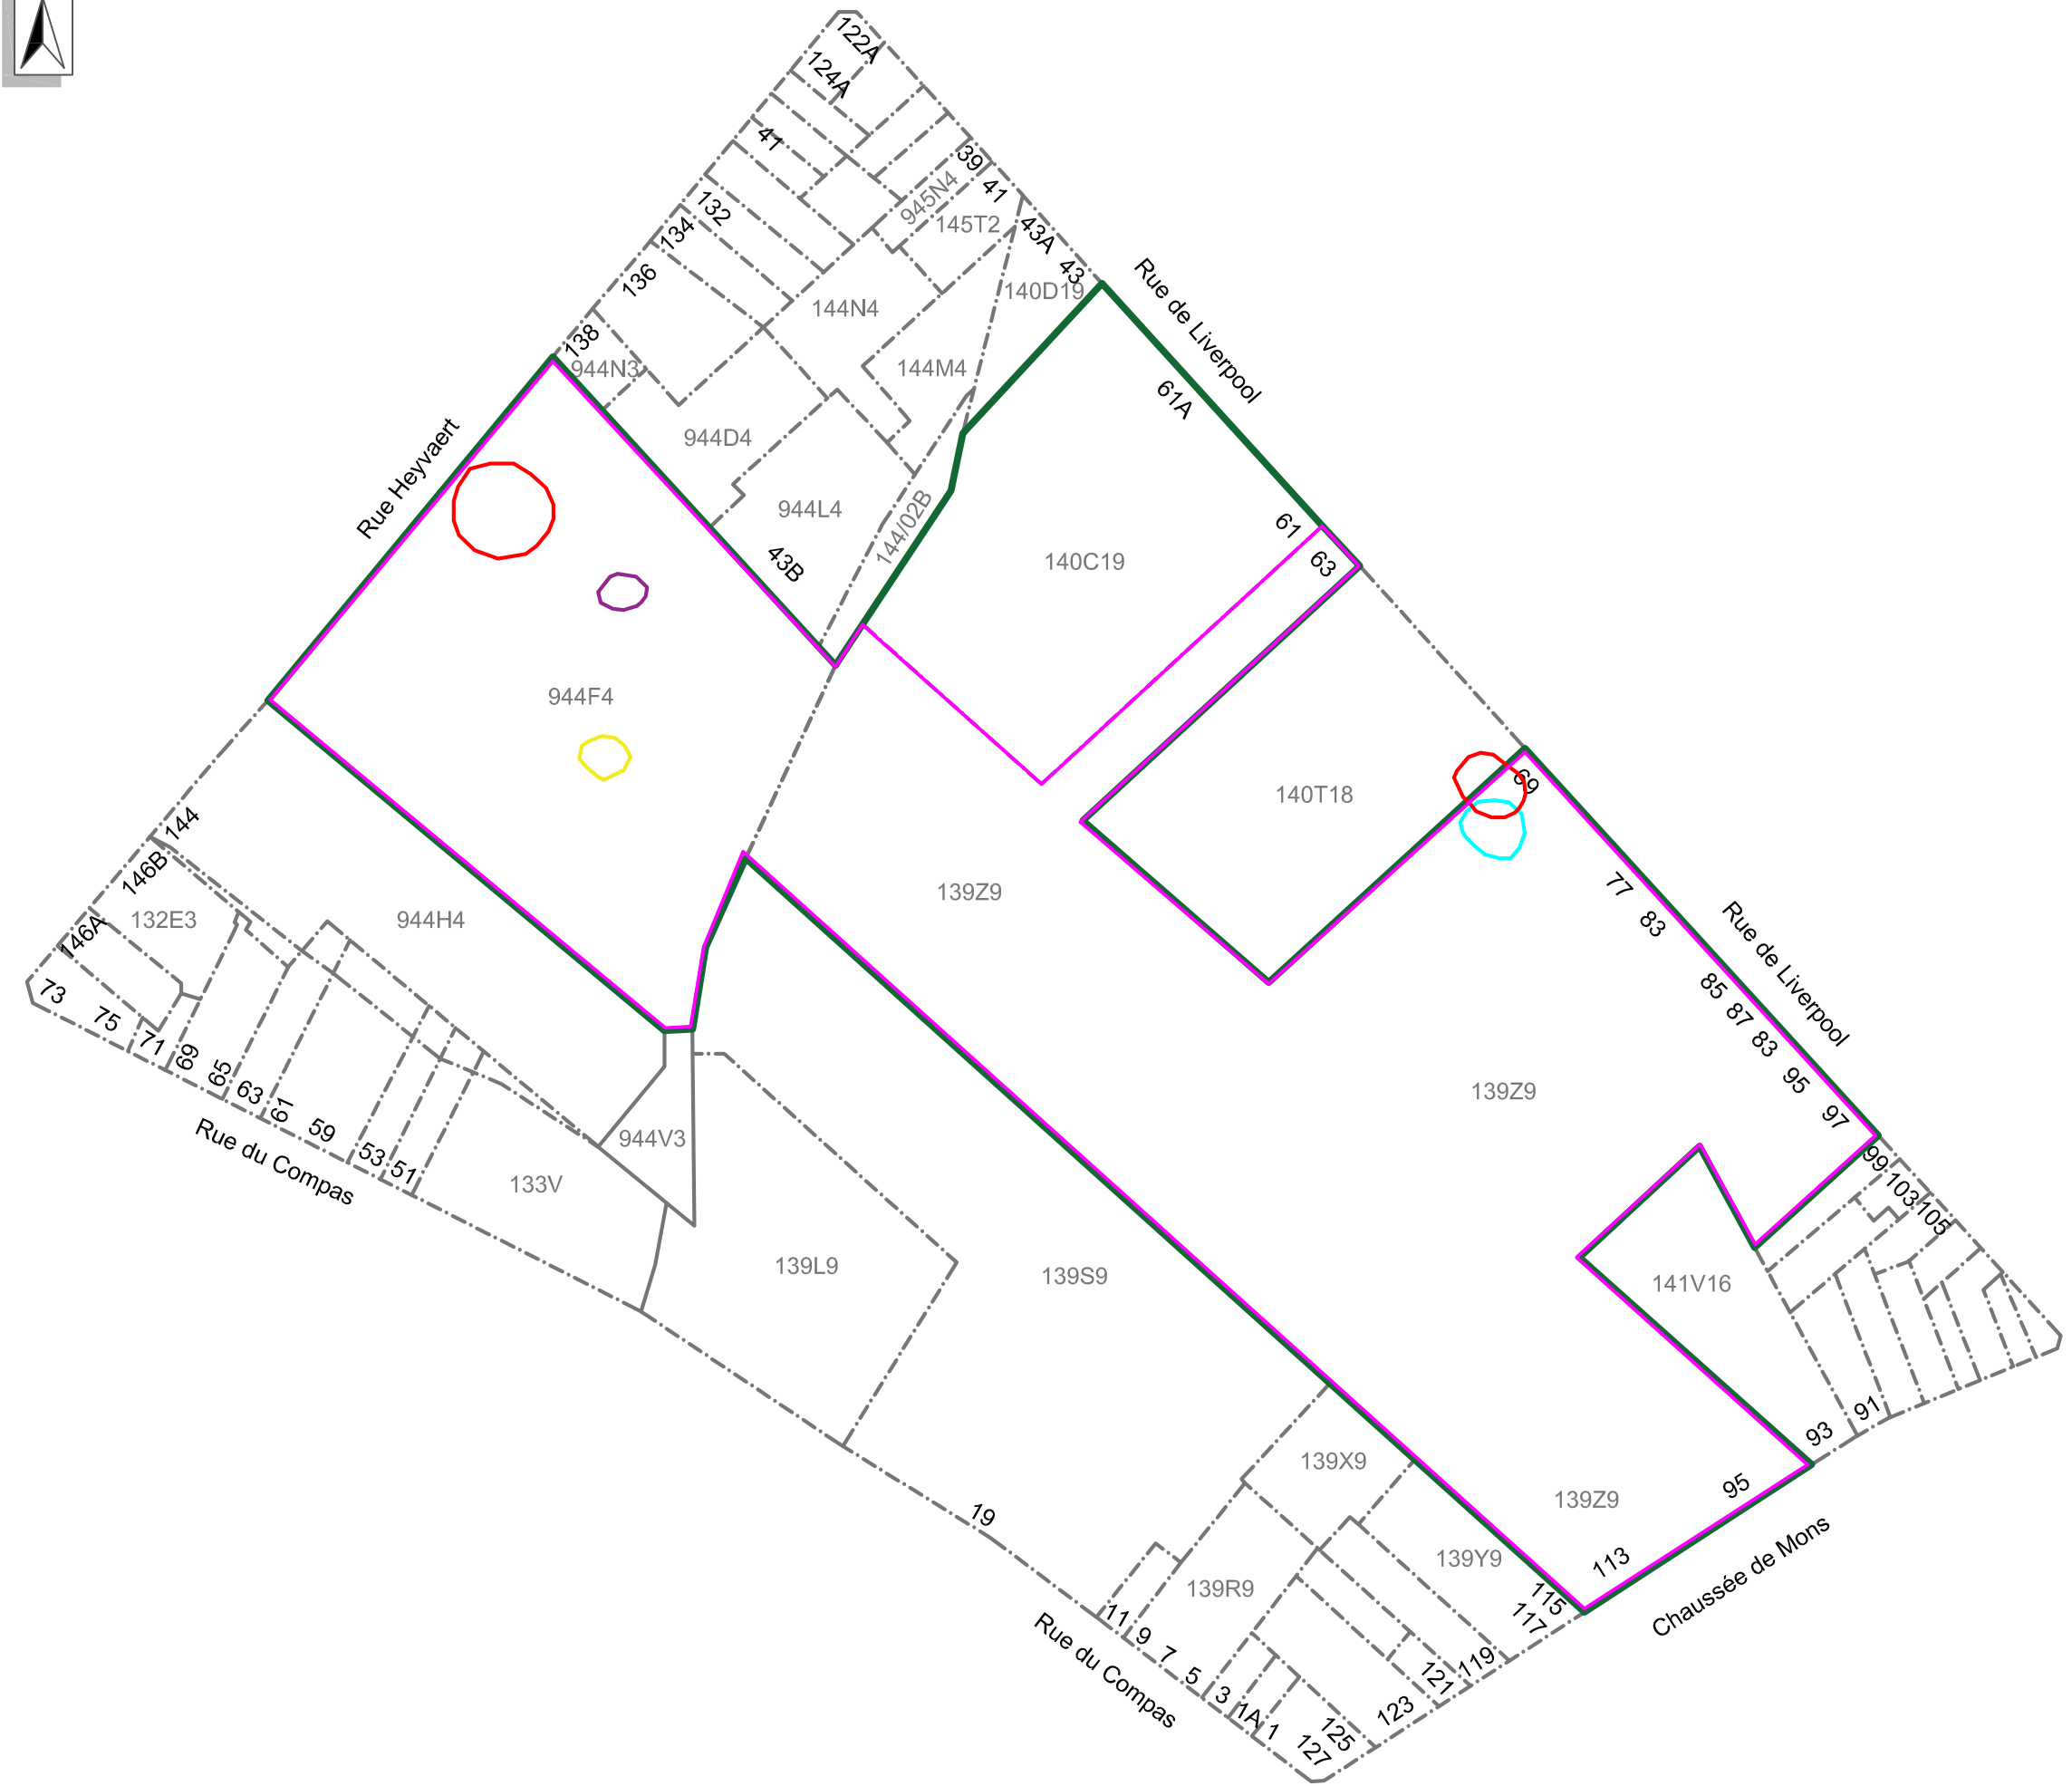 122A
124A
41
39
41
945N4
132
145T2
43A
134
43
136
140D19
144N4
Rue de Liverpool
138
944N3
144M4
61A
944D4
Rue Heyvaert
944L4
144/02B
61
43B
140C19
63
944F4
69
140T18
144
146B
77
139Z9
83
132E3
944H4
146A
Rue de Liverpool
85
87
83
73
75
71
69
65
63
61
59
53
51
95
139Z9
97
Rue du Compas
944V3
99
133V
103
105
139L9
139S9
141V16
91
93
139X9
95
139Z9
19
139Y9
113
Chaussée de Mons
139R9
115
117
11
9
7
5
3
1A
1
Rue du Compas
119
121
123
125
127